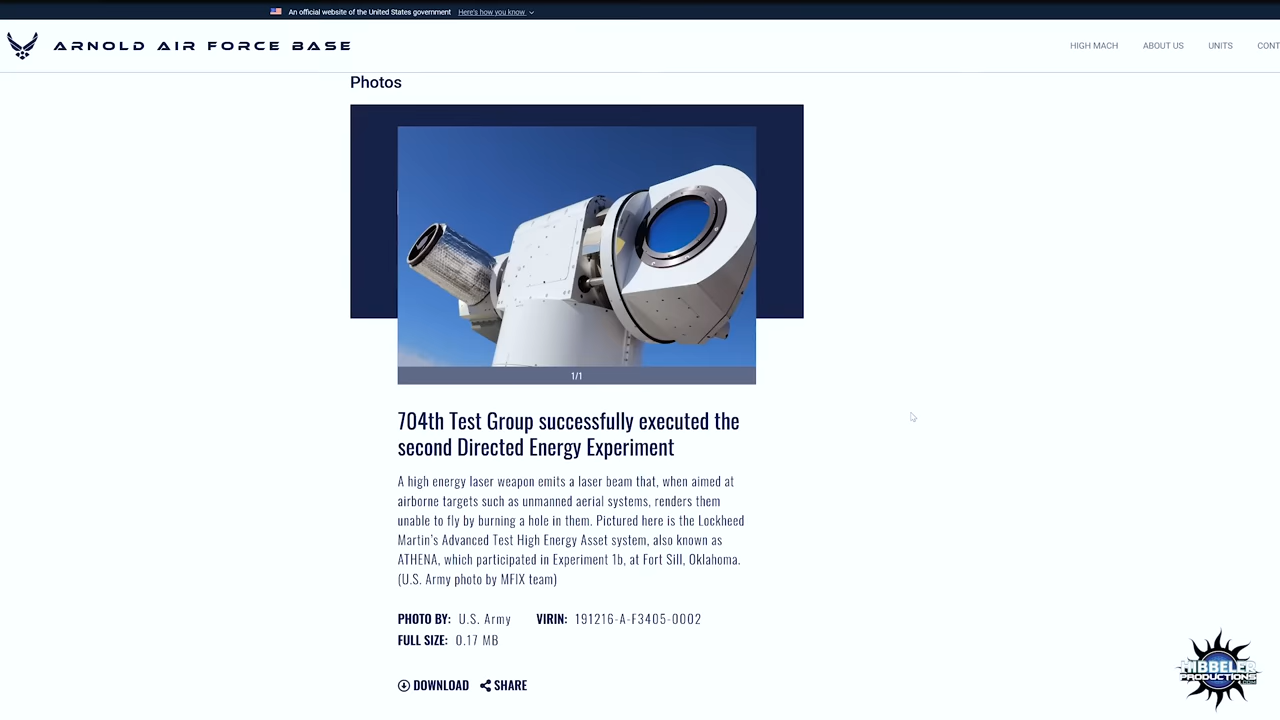 An official website of the United States government Here's how you know
ARNOLD AIR FORCE BASE
HIGH MACH ABOUT US UNITS CONT
Photos
1/1
704th Test Group successfully executed the
second Directed Energy Experiment
A high energy laser weapon emits a laser beam that, when aimed at
airborne targets such as unmanned aerial systems, renders them
unable to fly by burning a hole in them. Pictured here is the Lockheed
Martin's Advanced Test High Energy Asset system, also known as
ATHENA, which participated in Experiment 1b, at Fort Sill, Oklahoma.
(U.S. Army photo by MFIX team)
PHOTO BY: U.S. Army VIRIN: 191216-A-F3405-0002
FULL SIZE: 0.17 MB
DOWNLOAD SHARE
HIBBELER
PRODUCTIONS
.COM